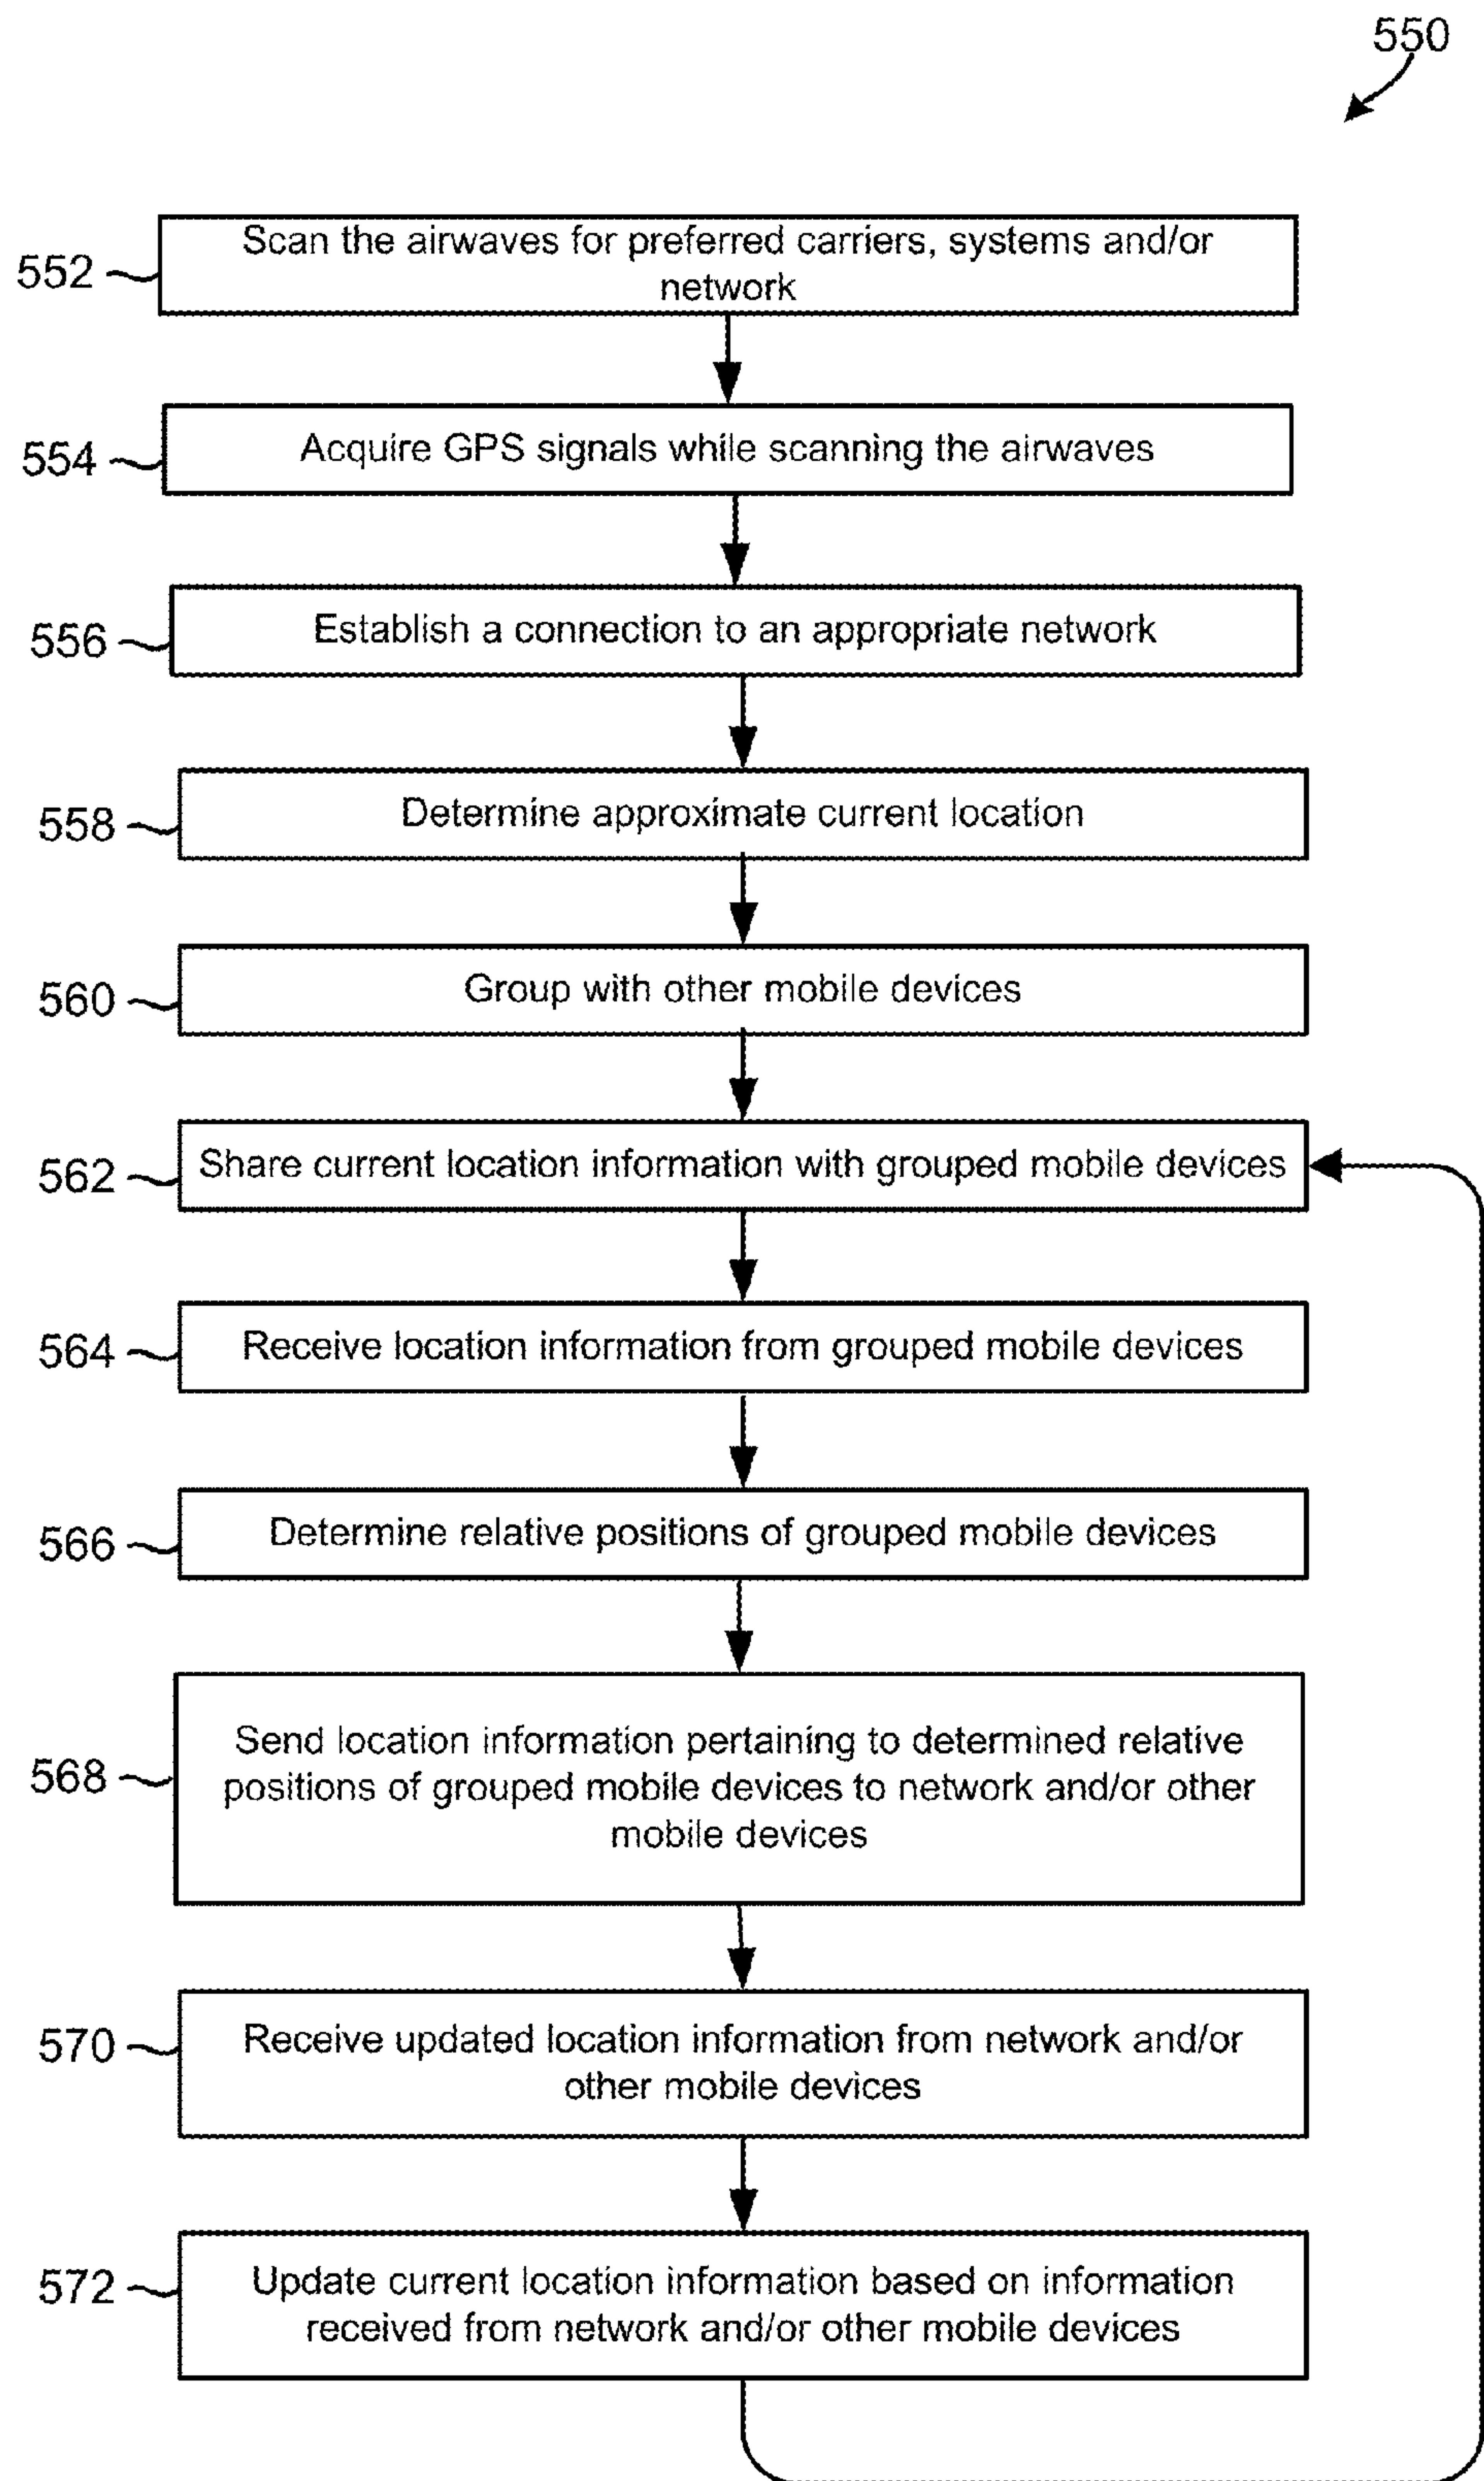 550
552
Scan the airwaves for preferred carriers, systems and/or
network
554
Acquire GPS signals while scanning the airwaves
556
Establish a connection to an appropriate network
558
Determine approximate current location
560
Group with other mobile devices
562
Share current location information with grouped mobile devices
564
Receive location information from grouped mobile devices
566
Determine relative positions of grouped mobile devices
568
Send location information pertaining to determined relative
positions of grouped mobile devices to network and/or other
mobile devices
570
Receive updated location information from network and/or
other mobile devices
572
Update current location information based on information
received from network and/or other mobile devices